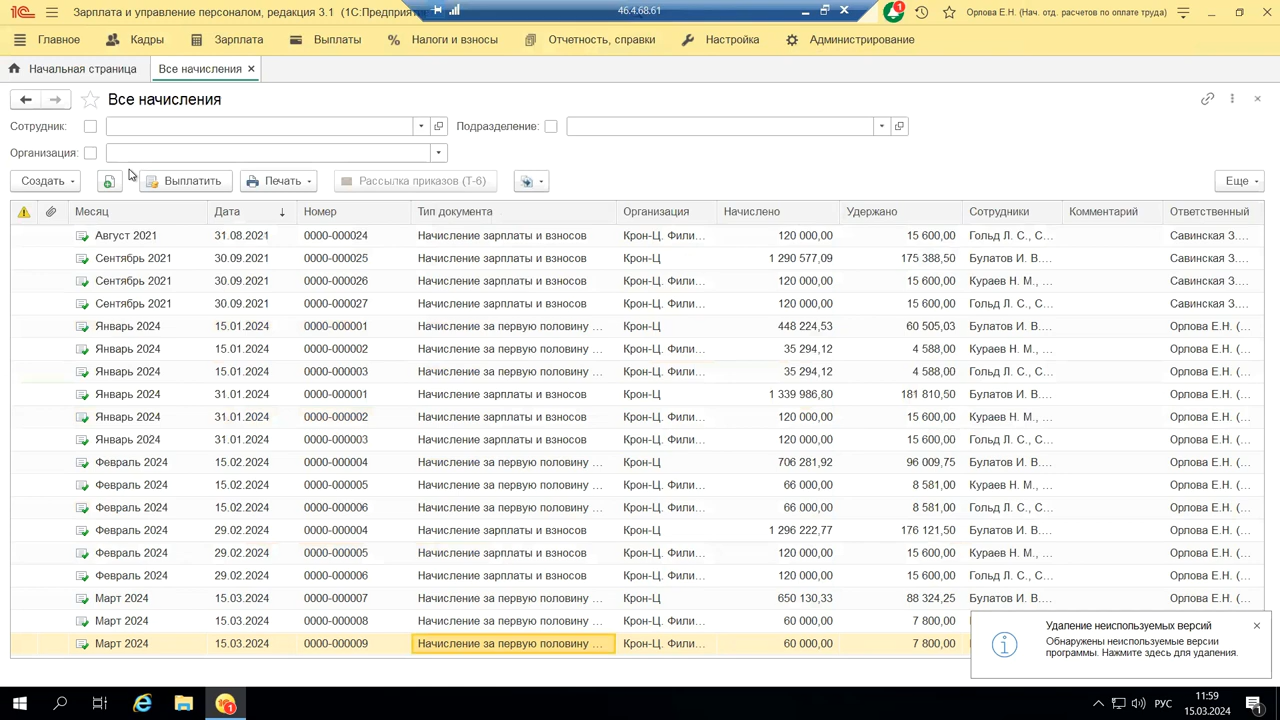 1С Зарплата и управление персоналом, редакция 3.1 (1С:Предприятие 46.4.68.61 1 Орлова Е.Н. (Нач. отд. расчетов по оплате труда)
Главное Кадры Зарплата Выплаты Налоги и взносы Отчетность, справки Настройка Администрирование
Начальная страница Все начисления
Все начисления
Сотрудник: Подразделение:
Организация:
Создать Выплатить Печать Рассылка приказов (Т-6) Еще
Месяц Дата ↓ Номер Тип документа Организация Начислено Удержано Сотрудники Комментарий Ответственный
Август 2021 31.08.2021 0000-000024 Начисление зарплаты и взносов Крон-Ц. Фили... 120 000,00 15 600,00 Гольд Л. С., С... Савинская З....
Сентябрь 2021 30.09.2021 0000-000025 Начисление зарплаты и взносов Крон-Ц 1 290 577,09 175 388,50 Булатов И. В.... Савинская З....
Сентябрь 2021 30.09.2021 0000-000026 Начисление зарплаты и взносов Крон-Ц. Фили... 120 000,00 15 600,00 Кураев Н. М., ... Савинская З....
Сентябрь 2021 30.09.2021 0000-000027 Начисление зарплаты и взносов Крон-Ц. Фили... 120 000,00 15 600,00 Гольд Л. С., С... Савинская З....
Январь 2024 15.01.2024 0000-000001 Начисление за первую половину ... Крон-Ц 448 224,53 60 505,03 Булатов И. В.... Орлова Е.Н. (...
Январь 2024 15.01.2024 0000-000002 Начисление за первую половину ... Крон-Ц. Фили... 35 294,12 4 588,00 Кураев Н. М., ... Орлова Е.Н. (...
Январь 2024 15.01.2024 0000-000003 Начисление за первую половину ... Крон-Ц. Фили... 35 294,12 4 588,00 Гольд Л. С., С... Орлова Е.Н. (...
Январь 2024 31.01.2024 0000-000001 Начисление зарплаты и взносов Крон-Ц 1 339 986,80 181 810,50 Булатов И. В.... Орлова Е.Н. (...
Январь 2024 31.01.2024 0000-000002 Начисление зарплаты и взносов Крон-Ц. Фили... 120 000,00 15 600,00 Кураев Н. М., ... Орлова Е.Н. (...
Январь 2024 31.01.2024 0000-000003 Начисление зарплаты и взносов Крон-Ц. Фили... 120 000,00 15 600,00 Гольд Л. С., С... Орлова Е.Н. (...
Февраль 2024 15.02.2024 0000-000004 Начисление за первую половину ... Крон-Ц 706 281,92 96 009,75 Булатов И. В.... Орлова Е.Н. (...
Февраль 2024 15.02.2024 0000-000005 Начисление за первую половину ... Крон-Ц. Фили... 66 000,00 8 581,00 Кураев Н. М., ... Орлова Е.Н. (...
Февраль 2024 15.02.2024 0000-000006 Начисление за первую половину ... Крон-Ц. Фили... 66 000,00 8 581,00 Гольд Л. С., С... Орлова Е.Н. (...
Февраль 2024 29.02.2024 0000-000004 Начисление зарплаты и взносов Крон-Ц 1 296 222,77 176 121,50 Булатов И. В.... Орлова Е.Н. (...
Февраль 2024 29.02.2024 0000-000005 Начисление зарплаты и взносов Крон-Ц. Фили... 120 000,00 15 600,00 Кураев Н. М., ... Орлова Е.Н. (...
Февраль 2024 29.02.2024 0000-000006 Начисление зарплаты и взносов Крон-Ц. Фили... 120 000,00 15 600,00 Гольд Л. С., С... Орлова Е.Н. (...
Март 2024 15.03.2024 0000-000007 Начисление за первую половину ... Крон-Ц 650 130,33 88 324,25 Булатов И. В.... Орлова Е.Н. (...
Март 2024 15.03.2024 0000-000008 Начисление за первую половину ... Крон-Ц. Фили... 60 000,00 7 800,00
Март 2024 15.03.2024 0000-000009 Начисление за первую половину ... Крон-Ц. Фили... 60 000,00 7 800,00
Удаление неиспользуемых версий
Обнаружены неиспользуемые версии
программы. Нажмите здесь для удаления.
РУС 11:59
15.03.2024
1
1